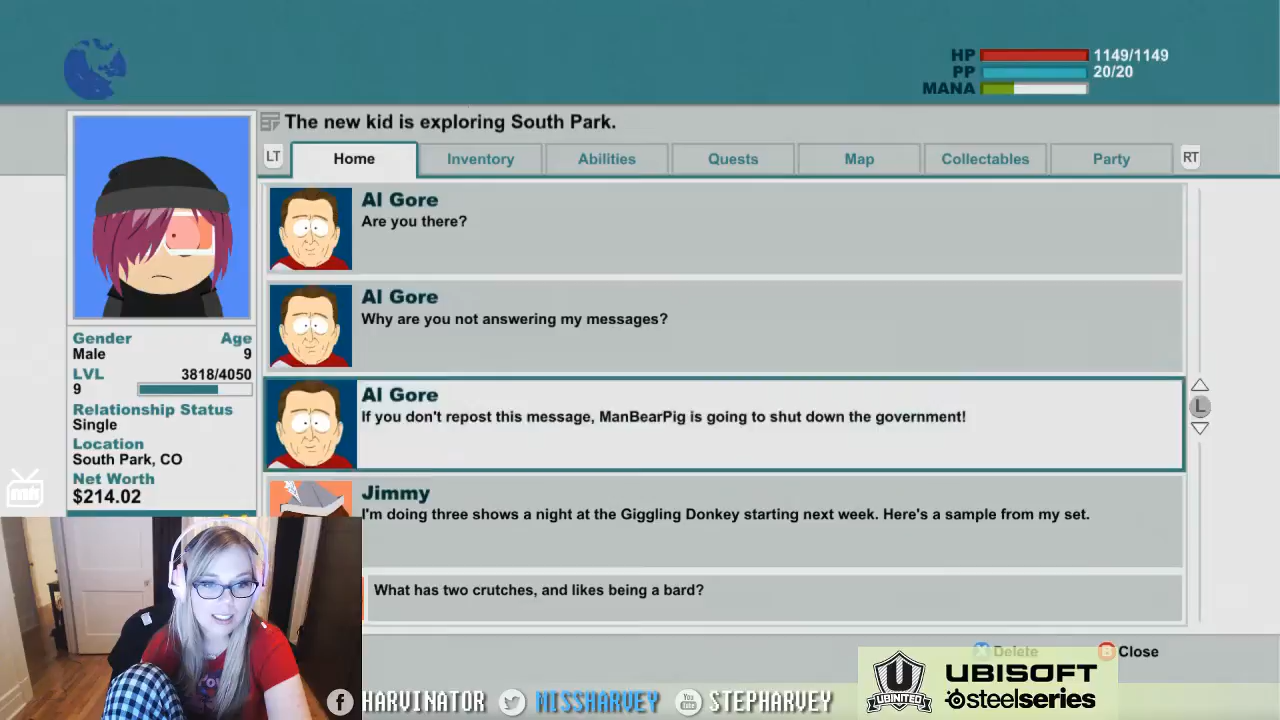 HP 1149/1149
PP 20/20
MANA
The new kid is exploring South Park.
LT Home Inventory Abilities Quests Map Collectables Party RT
Al Gore
Are you there?
Al Gore
Why are you not answering my messages?
Al Gore
If you don't repost this message, ManBearPig is going to shut down the government!
Jimmy
I'm doing three shows a night at the Giggling Donkey starting next week. Here's a sample from my set.
What has two crutches, and likes being a bard?
Gender Age
Male 9
LVL 3818/4050
9
Relationship Status
Single
Location
South Park, CO
Net Worth
$214.02
L
X Delete B Close
f HARVINATOR MISSHARVEY You Tube STEPHARVEY
U UNITED UBISOFT
steelseries